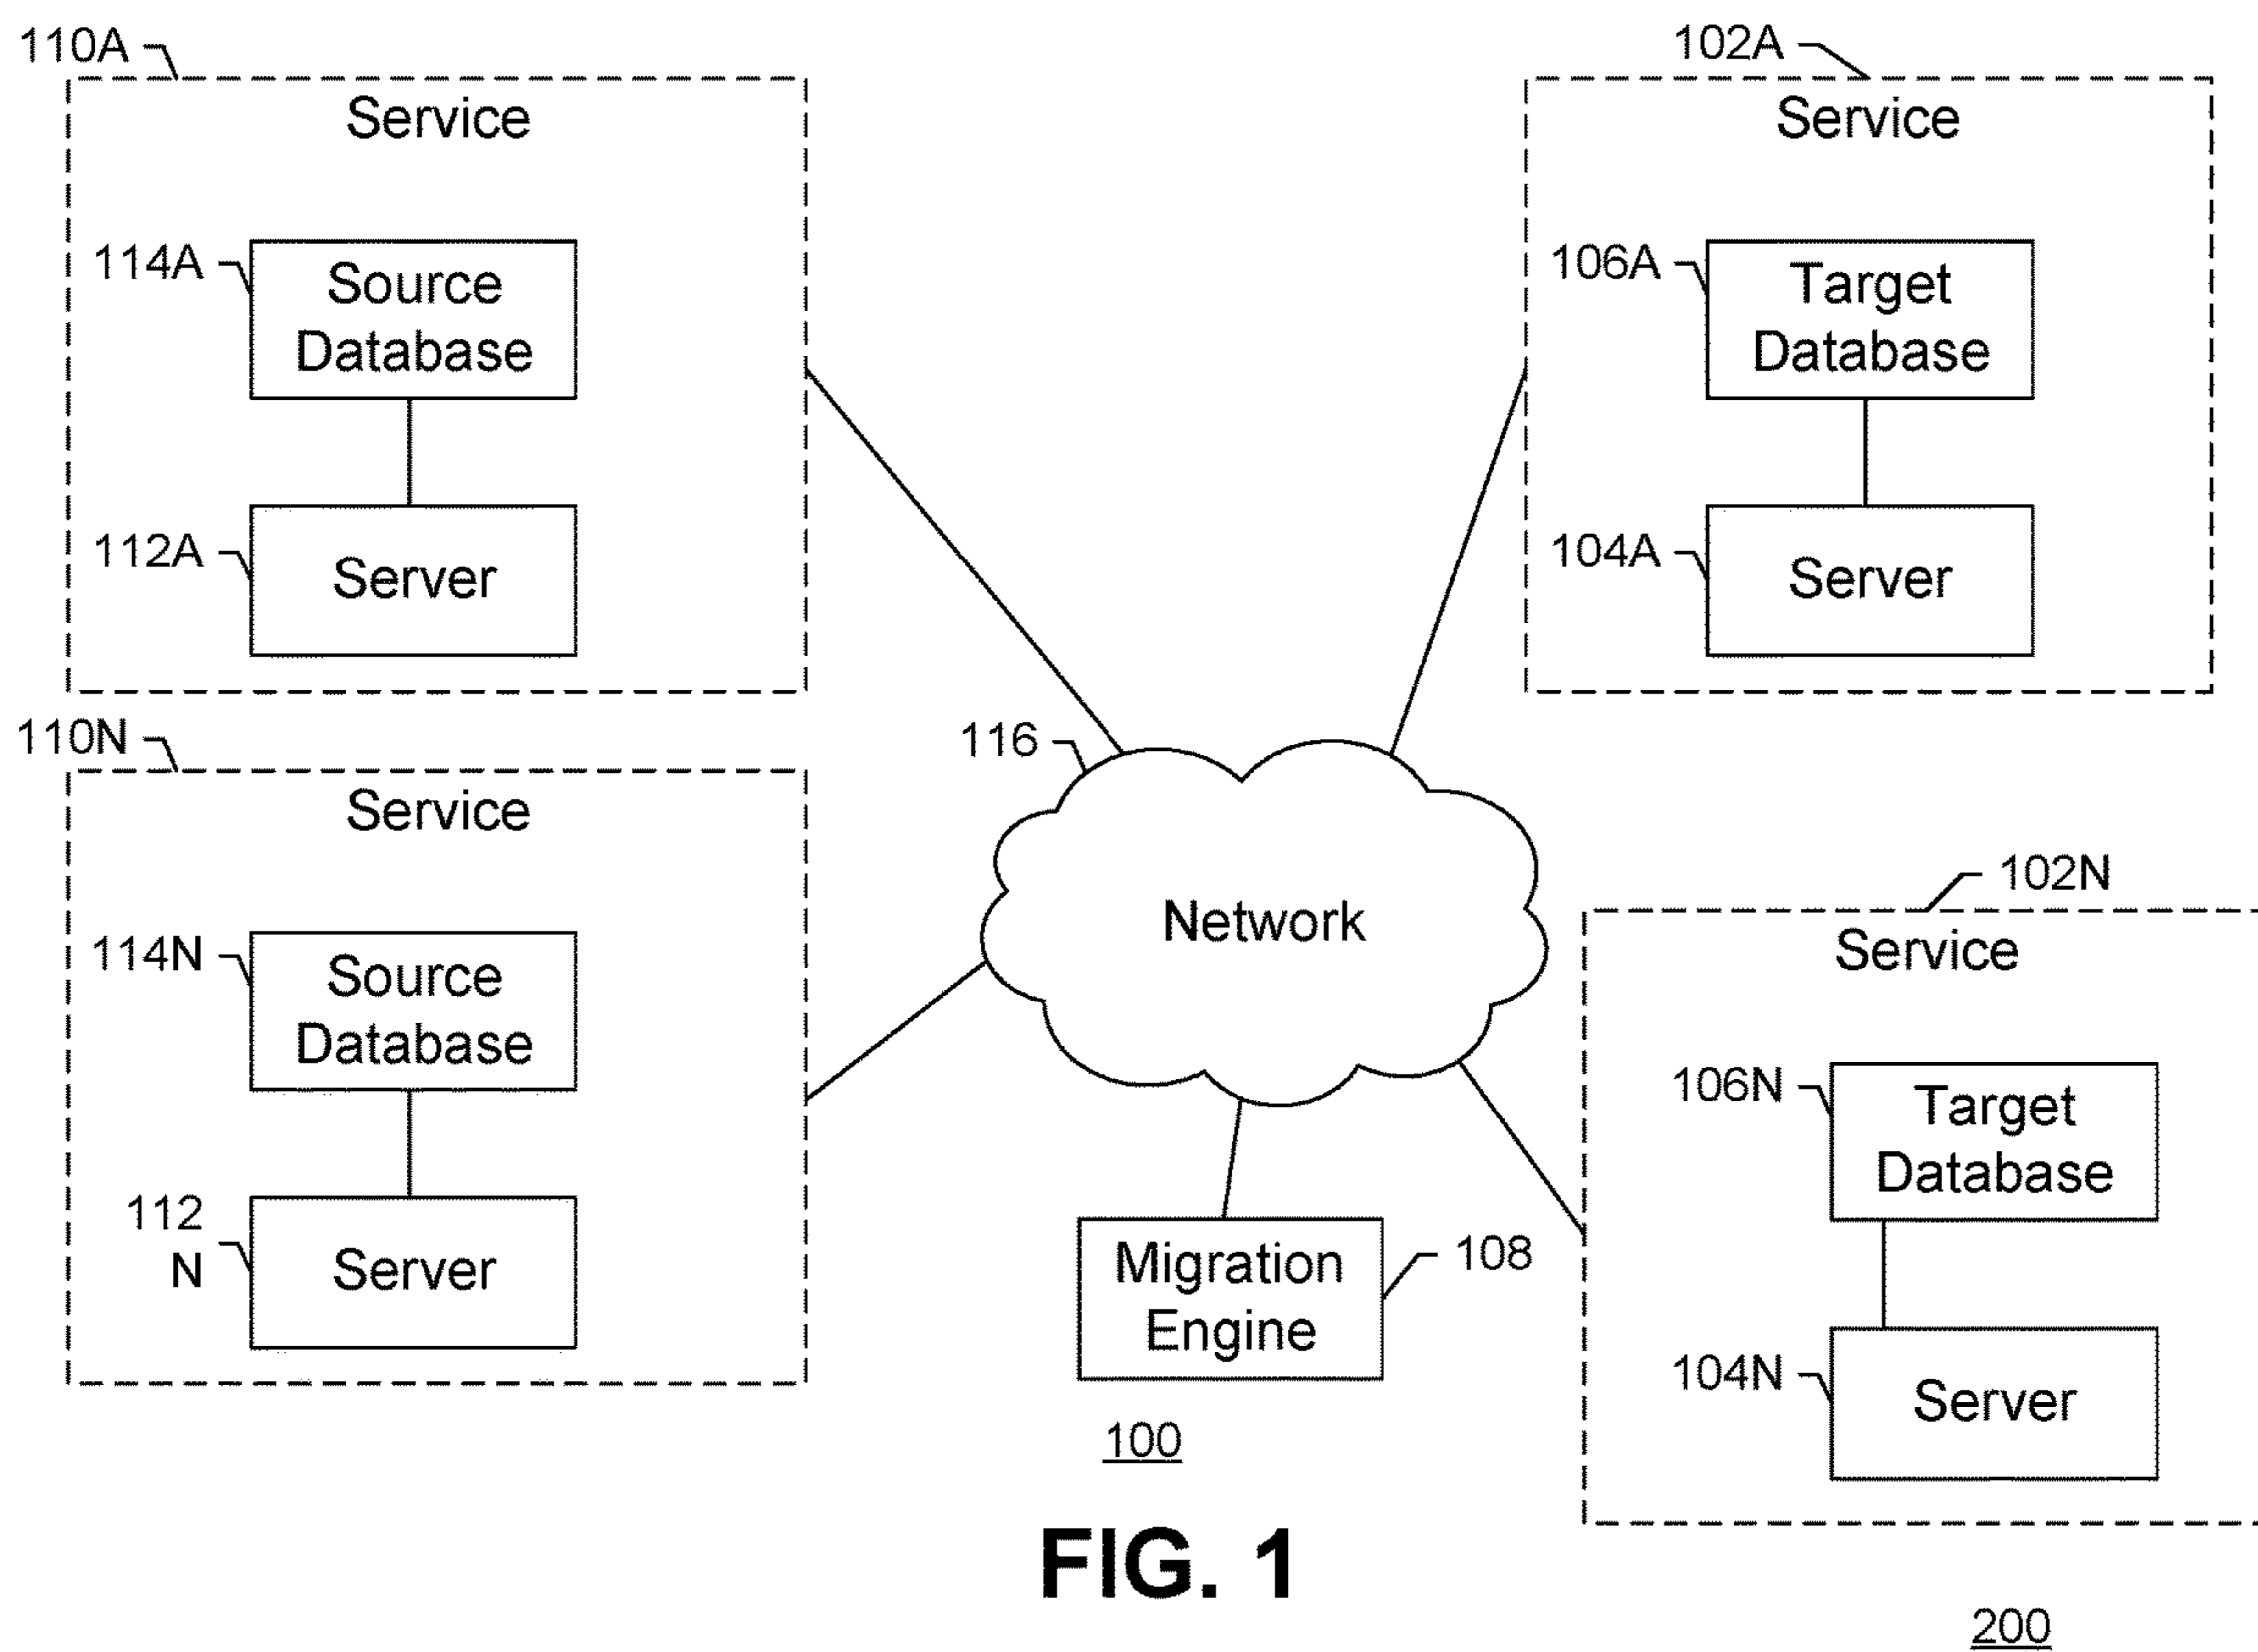 110A
Service
114A
Source
Database
112A
Server
102A
Service
106A
Target
Database
104A
Server
110N
Service
114N
Source
Database
112
N
Server
116
Network
Migration
Engine
108
102N
Service
106N
Target
Database
104N
Server
100
FIG. 1
200